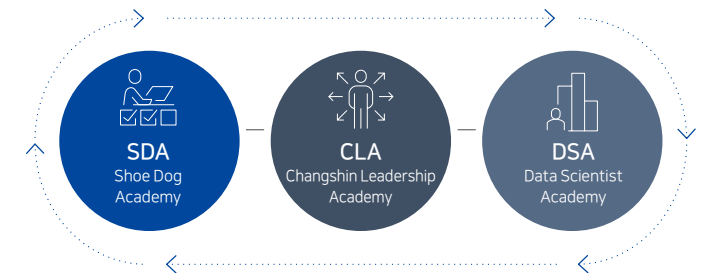 SDA
Shoe Dog
Academy
CLA
Changshin Leadership
Academy
DSA
Data Scientist
Academy